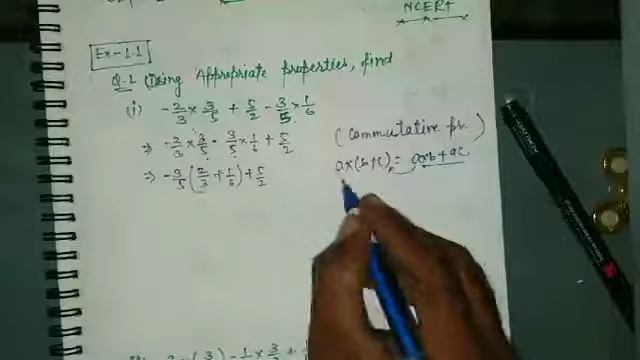 NCERT
Ex-1.1
Q.1 Using Appropriate properties, find
(i) -2/3 × 3/5 + 5/2 - 3/5 × 1/6
⇒ -2/3 × 3/5 - 3/5 × 1/6 + 5/2
(Commutative pr.)
⇒ -3/5 (2/3 + 1/6) + 5/2
a×(b+c) = a×b + ac